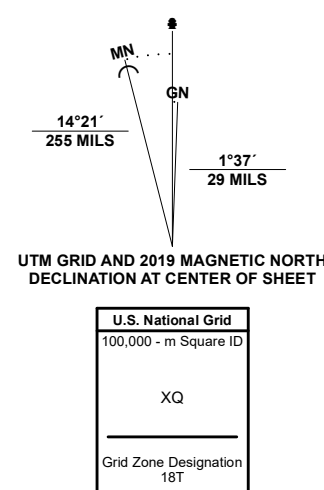 MN
GN
14°21´
255 MILS
1°37´
29 MILS
UTM GRID AND 2019 MAGNETIC NORTH
DECLINATION AT CENTER OF SHEET
U.S. National Grid
100,000 - m Square ID
XQ
Grid Zone Designation
18T